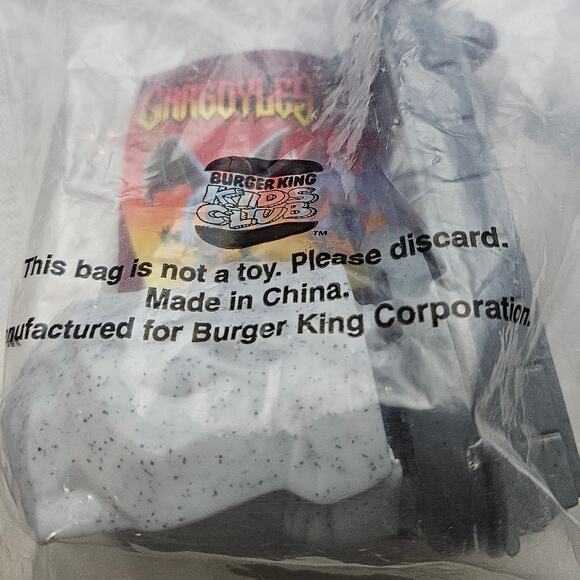 GARGOYLES
BURGER KING
KIDS
CLUB
TM
This bag is not a toy. Please discard.
Made in China.
nufactured for Burger King Corporation.